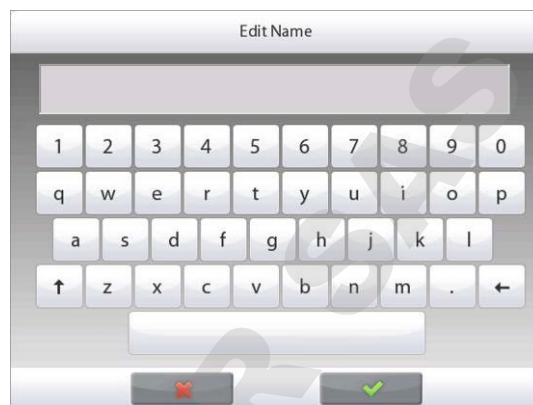 Edit Name
1 2 3 4 5 6 7 8 9 0
q w e r t y u i o p
a s d f g h j k l
↑ z x c v b n m . ←